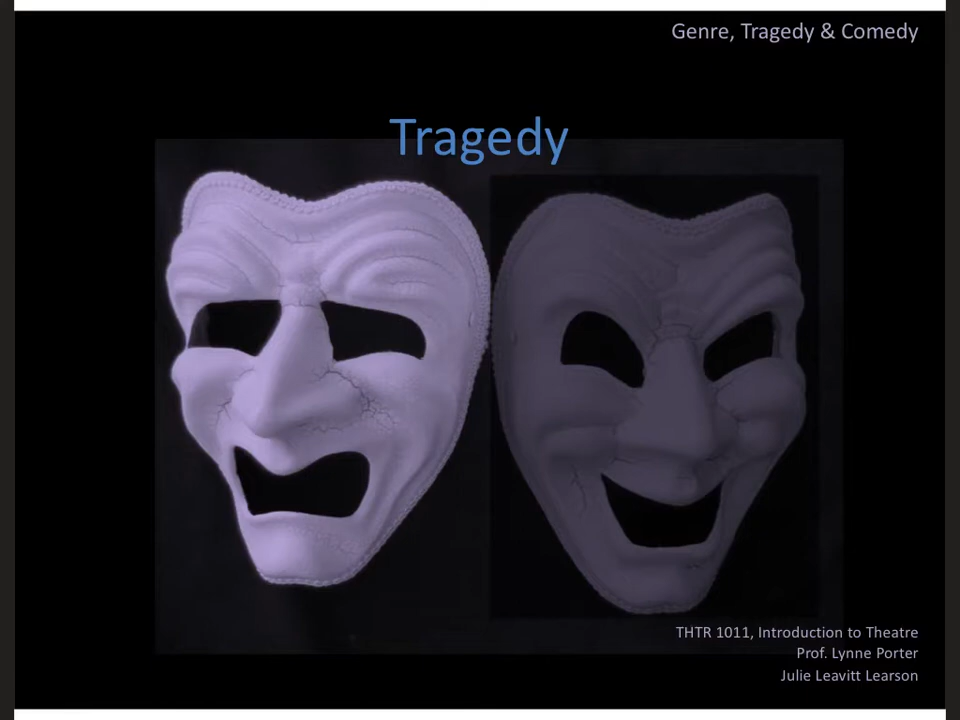 Genre, Tragedy & Comedy
Tragedy
THTR 1011, Introduction to Theatre
Prof. Lynne Porter
Julie Leavitt Learson